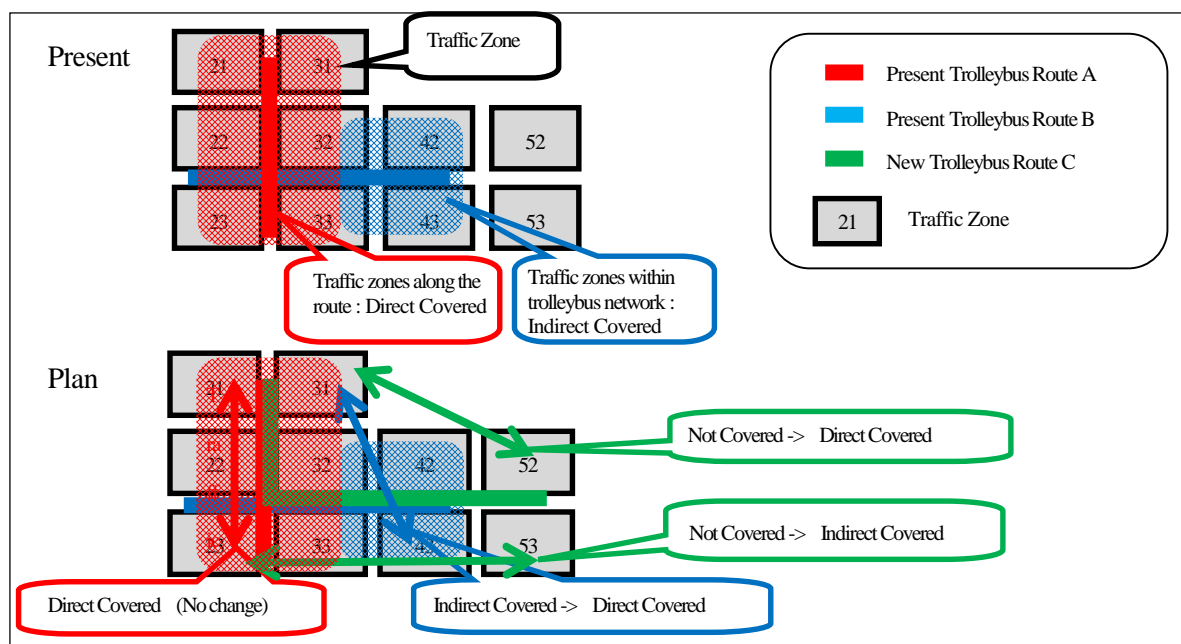 Present
21
31
Traffic Zone
22
32
42
52
23
33
43
53
Traffic zones along the
route : Direct Covered
Traffic zones within
trolleybus network :
Indirect Covered
Present Trolleybus Route A
Present Trolleybus Route B
New Trolleybus Route C
21
Traffic Zone
Plan
21
31
22
32
42
52
23
33
43
53
Not Covered -> Direct Covered
Not Covered -> Indirect Covered
Direct Covered (No change)
Indirect Covered -> Direct Covered